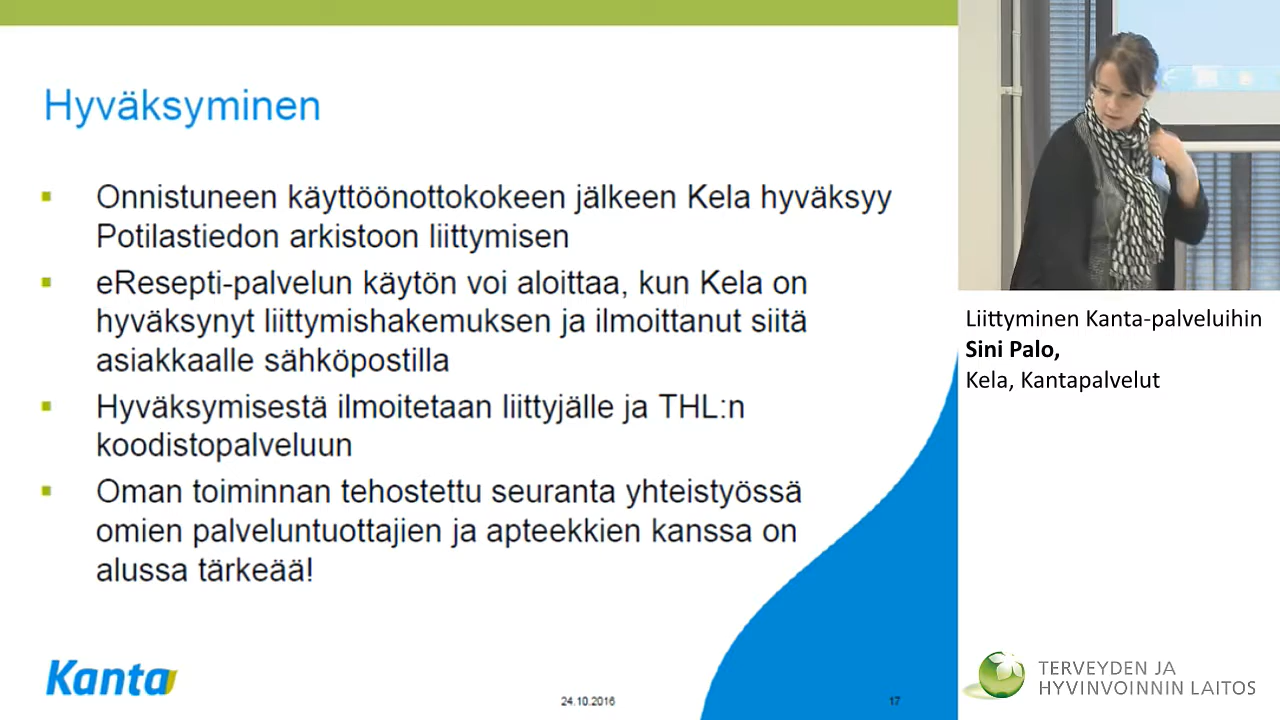 Hyväksyminen
Onnistuneen käyttöönottokokeen jälkeen Kela hyväksyy
Potilastiedon arkistoon liittymisen
eResepti-palvelun käytön voi aloittaa, kun Kela on
hyväksynyt liittymishakemuksen ja ilmoittanut siitä
asiakkaalle sähköpostilla
Hyväksymisestä ilmoitetaan liittyjälle ja THL:n
koodistopalveluun
Oman toiminnan tehostettu seuranta yhteistyössä
omien palveluntuottajien ja apteekkien kanssa on
alussa tärkeää!
Kanta
24.10.2016
17
Liittyminen Kanta-palveluihin
Sini Palo,
Kela, Kantapalvelut
TERVEYDEN JA
HYVINVOINNIN LAITOS